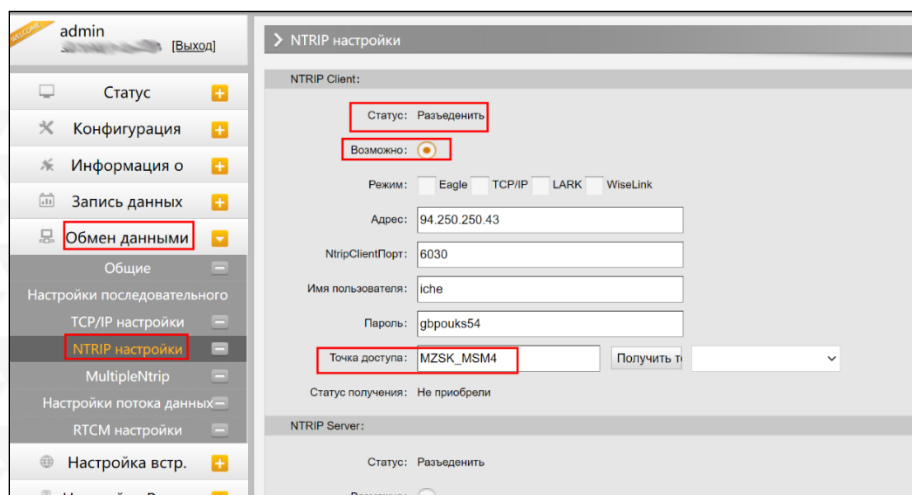 WELCOME
admin
[Выход]
Статус
Конфигурация
Информация о
Запись данных
Обмен данными
Общие
Настройки последовательного
TCP/IP настройки
NTRIP настройки
MultipleNtrip
Настройки потока данных
RTCM настройки
Настройка встр.
NTRIP настройки
NTRIP Client:
Статус: Разъеденить
Возможно:
Режим: Eagle TCP/IP LARK WiseLink
Адрес: 94.250.250.43
NtripClientПорт: 6030
Имя пользователя: iche
Пароль: gbpouks54
Точка доступа: MZSK_MSM4 Получить т
Статус получения: Не приобрели
NTRIP Server:
Статус: Разъеденить